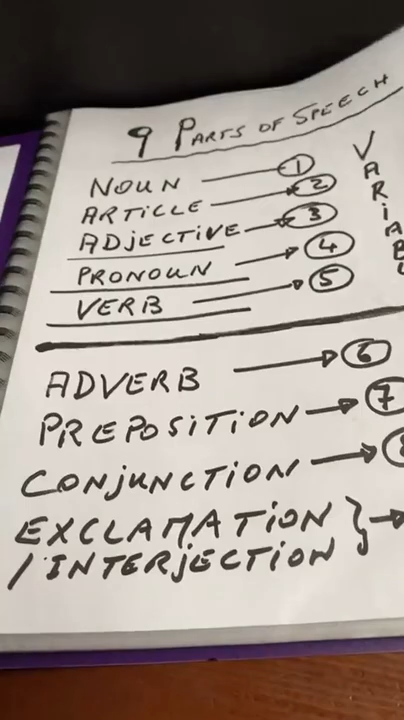 9 PARTS OF SPEECH
NOUN 1
ARTICLE 2
ADJECTIVE 3
PRONOUN 4
VERB 5
VARIAB
ADVERB 6
PREPOSITION 7
CONJUNCTION
EXCLAMATION
/INTERJECTION